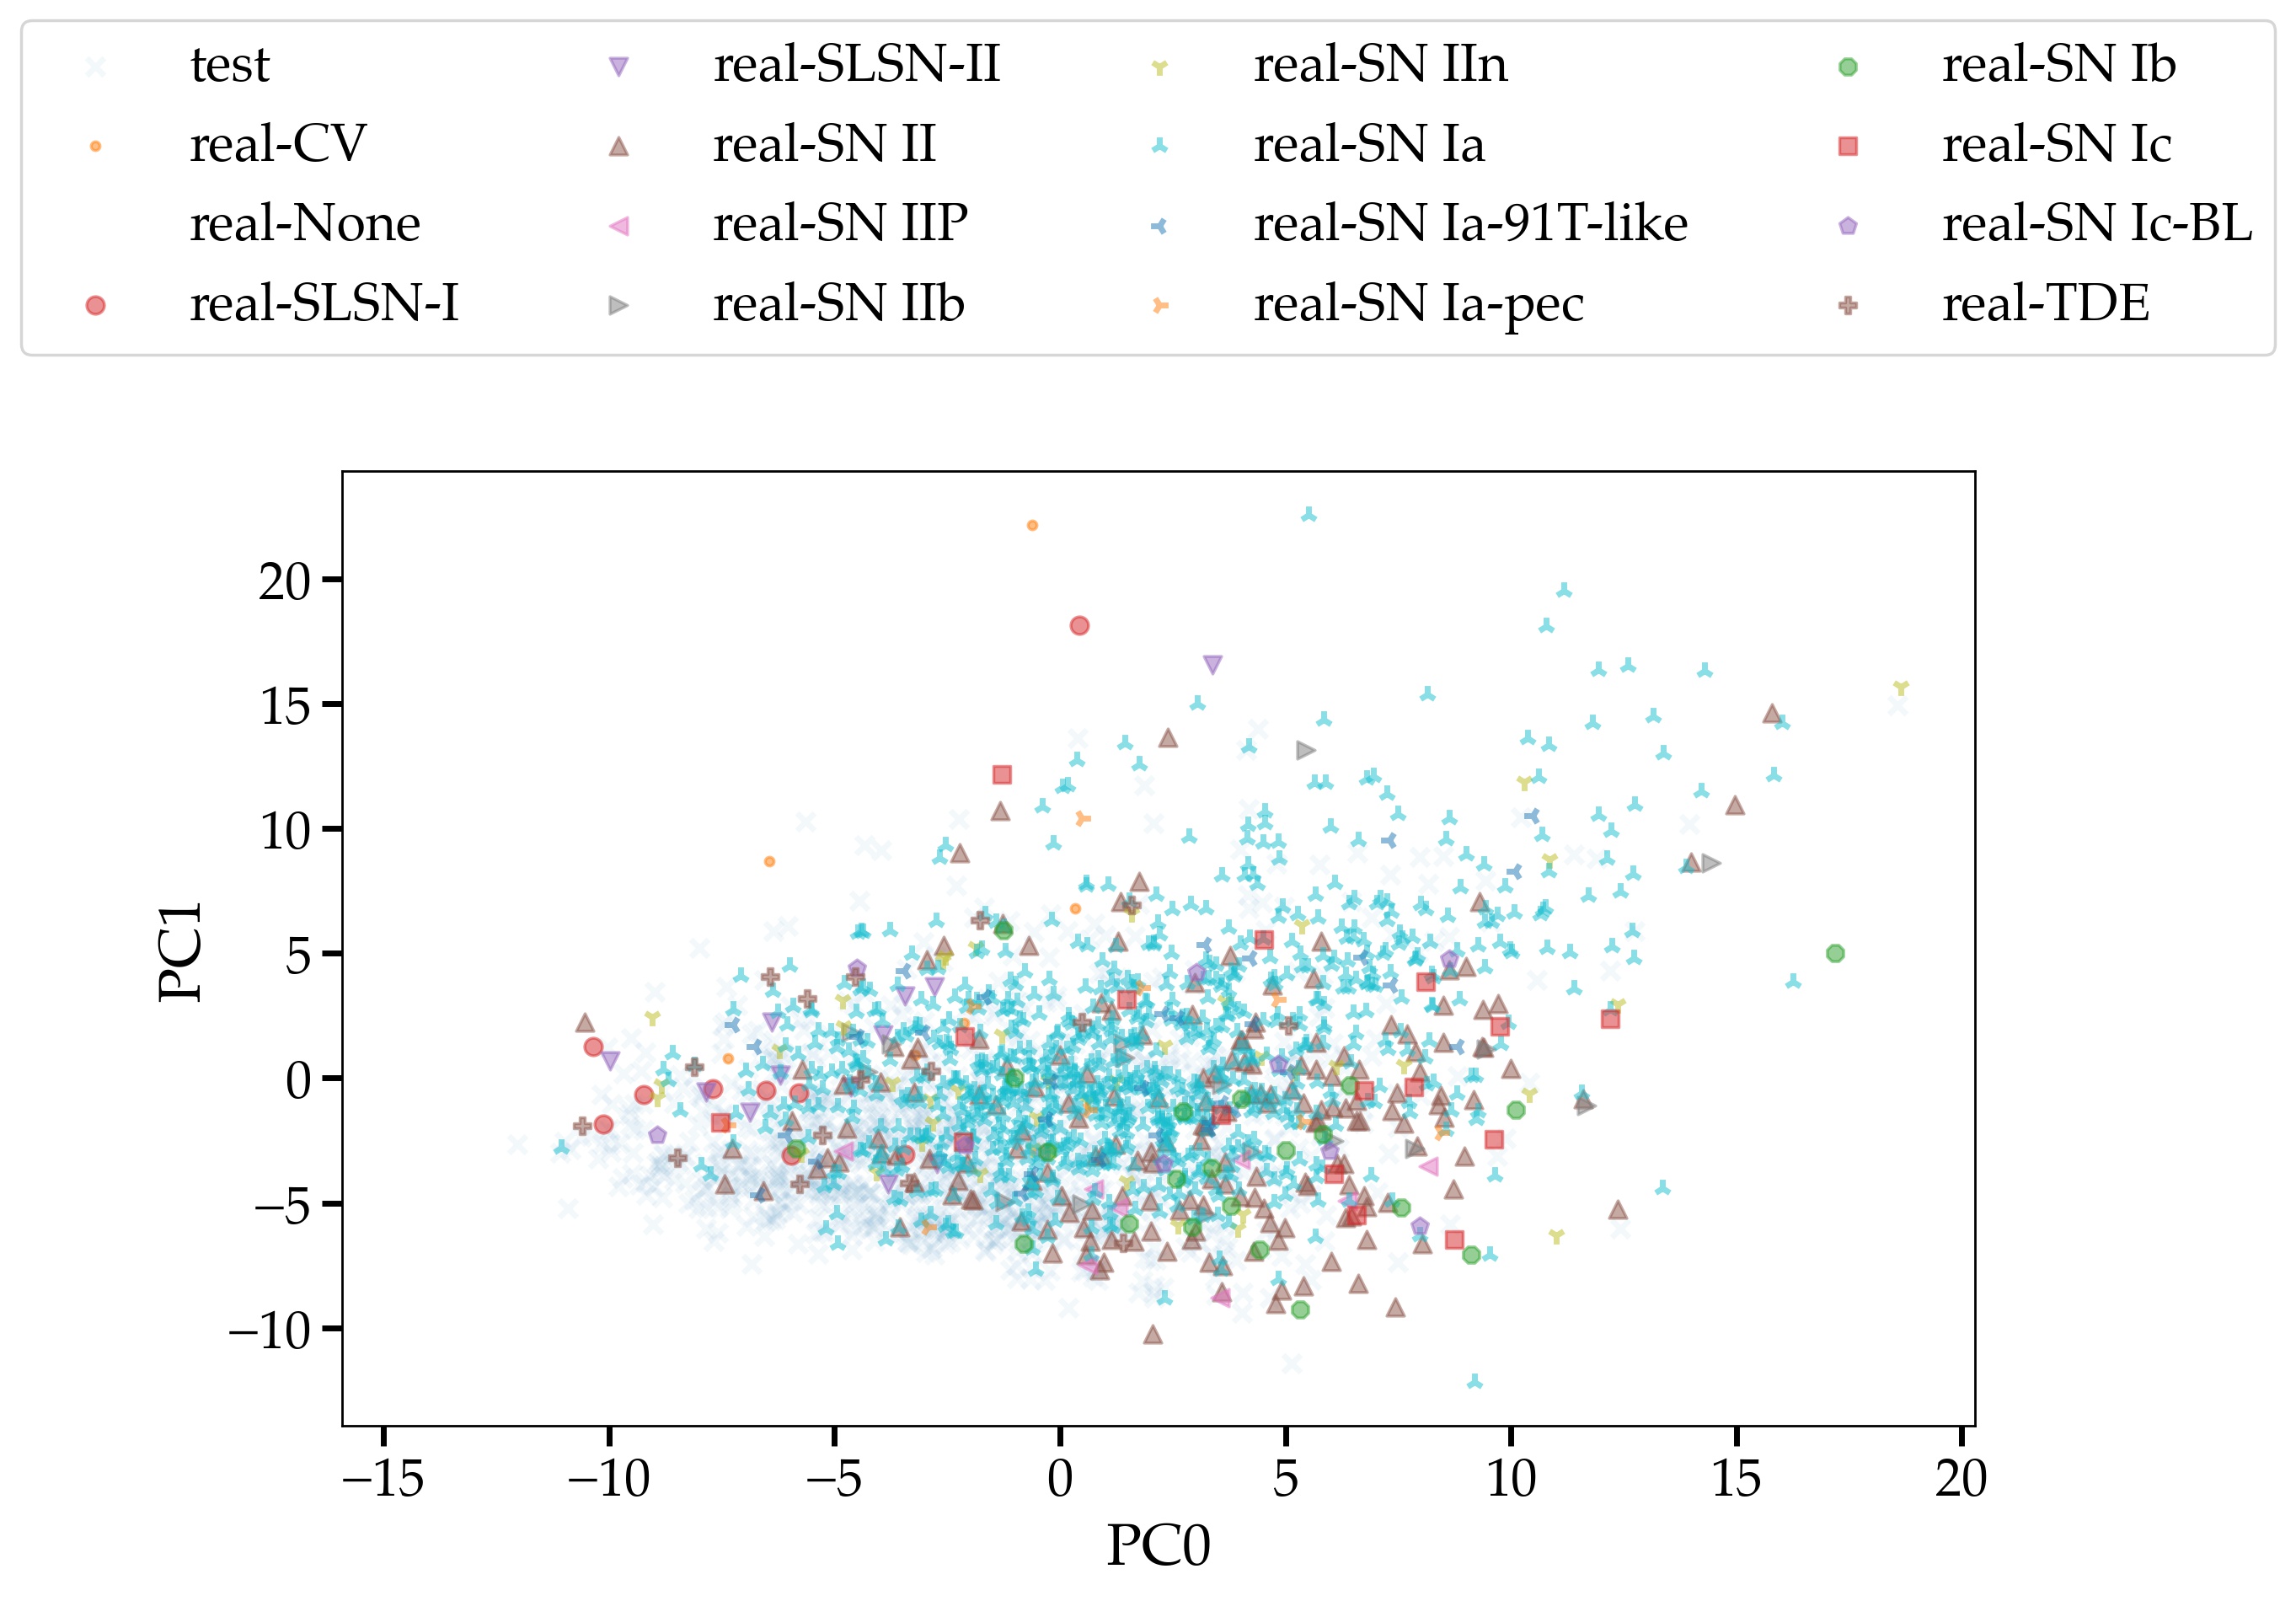 test
real-CV
real-None
real-SLSN-I
real-SLSN-II
real-SN II
real-SN IIP
real-SN IIb
real-SN IIn
real-SN Ia
real-SN Ia-91T-like
real-SN Ia-pec
real-SN Ib
real-SN Ic
real-SN Ic-BL
real-TDE
PC1
20
15
10
5
0
−5
−10
−15 −10 −5 0 5 10 15 20
PC0